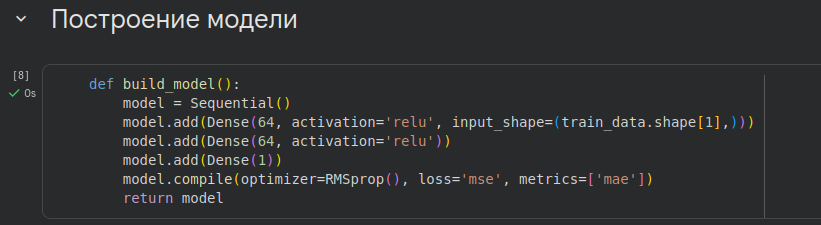 Построение модели
[8]
0s
def build_model():
    model = Sequential()
    model.add(Dense(64, activation='relu', input_shape=(train_data.shape[1],)))
    model.add(Dense(64, activation='relu'))
    model.add(Dense(1))
    model.compile(optimizer=RMSprop(), loss='mse', metrics=['mae'])
    return model